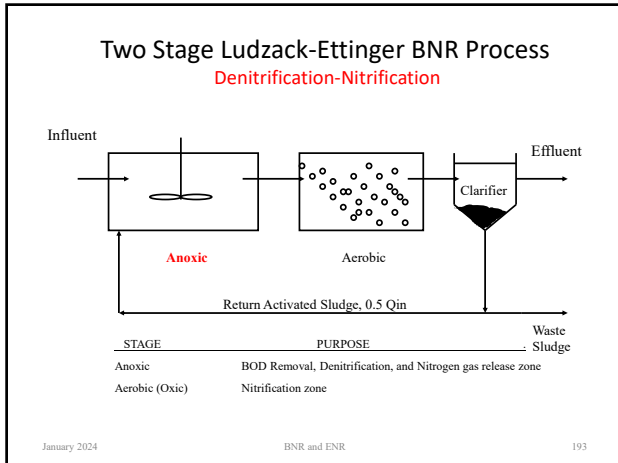 Two Stage Ludzack-Ettinger BNR Process
Denitrification-Nitrification
Influent
Effluent
Clarifier
Anoxic
Aerobic
Return Activated Sludge, 0.5 Qin
Waste
Sludge
STAGE PURPOSE .
Anoxic BOD Removal, Denitrification, and Nitrogen gas release zone
Aerobic (Oxic) Nitrification zone
January 2024 BNR and ENR 193